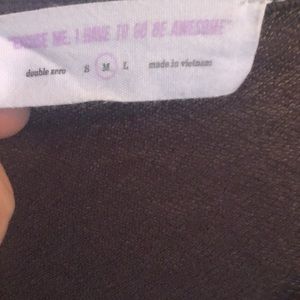 "EXCUSE ME, I HAVE TO GO BE AWESOME"
double zero S M L made in vietnam